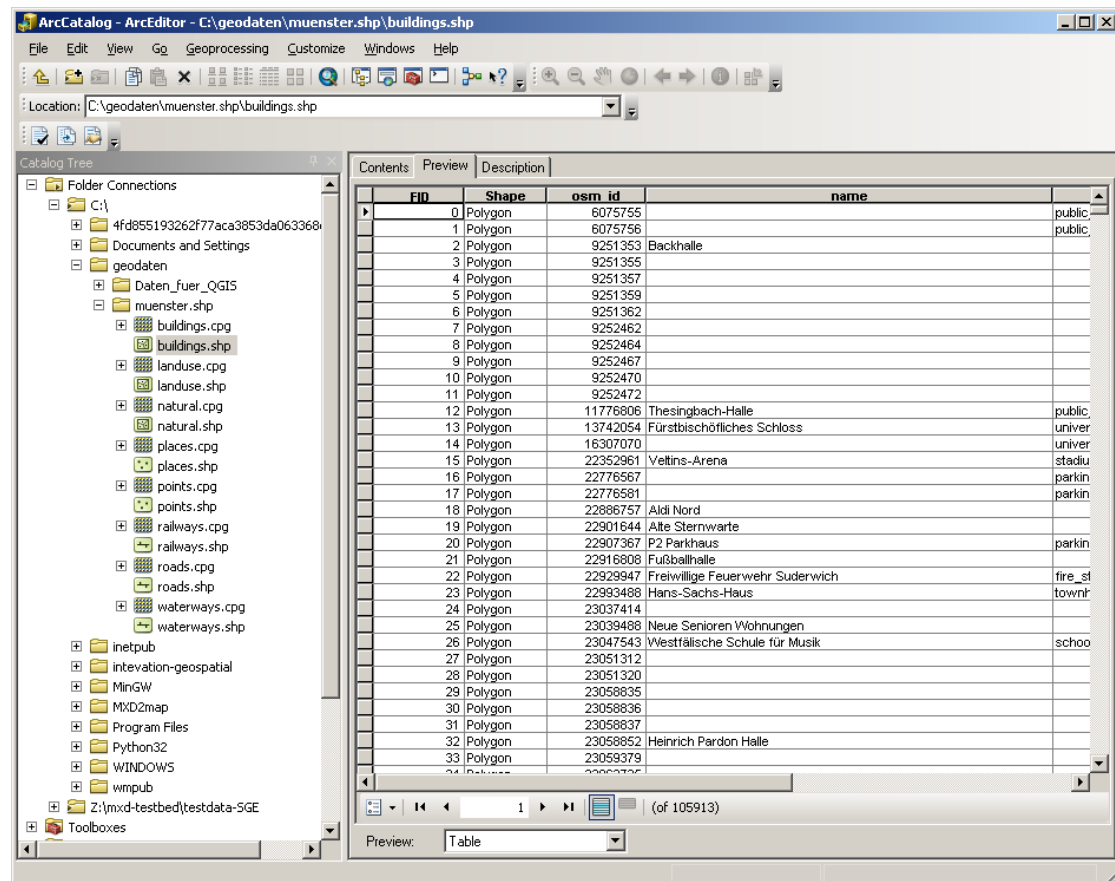 ArcCatalog - ArcEditor - C:\geodaten\muenster.shp\buildings.shp
File Edit View Go Geoprocessing Customize Windows Help
Location: C:\geodaten\muenster.shp\buildings.shp
Catalog Tree
Folder Connections
C:\
4fd855193262f77aca3853da063368
Documents and Settings
geodaten
Daten_fuer_QGIS
muenster.shp
buildings.cpg
buildings.shp
landuse.cpg
landuse.shp
natural.cpg
natural.shp
places.cpg
places.shp
points.cpg
points.shp
railways.cpg
railways.shp
roads.cpg
roads.shp
waterways.cpg
waterways.shp
inetpub
intevation-geospatial
MinGW
MXD2map
Program Files
Python32
WINDOWS
wmpub
Z:\mxd-testbed\testdata-SGE
Toolboxes
Contents Preview Description
FID Shape osm_id name
0 Polygon 6075755 public_
1 Polygon 6075756 public_
2 Polygon 9251353 Backhalle
3 Polygon 9251355
4 Polygon 9251357
5 Polygon 9251359
6 Polygon 9251362
7 Polygon 9252462
8 Polygon 9252464
9 Polygon 9252467
10 Polygon 9252470
11 Polygon 9252472
12 Polygon 11776806 Thesingbach-Halle public_
13 Polygon 13742054 Fürstbischöfliches Schloss univer
14 Polygon 16307070 univer
15 Polygon 22352961 Veltins-Arena stadiu
16 Polygon 22776567 parkin
17 Polygon 22776581 parkin
18 Polygon 22886757 Aldi Nord
19 Polygon 22901644 Alte Sternwarte
20 Polygon 22907367 P2 Parkhaus parkin
21 Polygon 22916808 Fußballhalle
22 Polygon 22929947 Freiwillige Feuerwehr Suderwich fire_st
23 Polygon 22993488 Hans-Sachs-Haus townh
24 Polygon 23037414
25 Polygon 23039488 Neue Senioren Wohnungen
26 Polygon 23047543 Westfälische Schule für Musik schoo
27 Polygon 23051312
28 Polygon 23051320
29 Polygon 23058835
30 Polygon 23058836
31 Polygon 23058837
32 Polygon 23058852 Heinrich Pardon Halle
33 Polygon 23059379
1 (of 105913)
Preview: Table